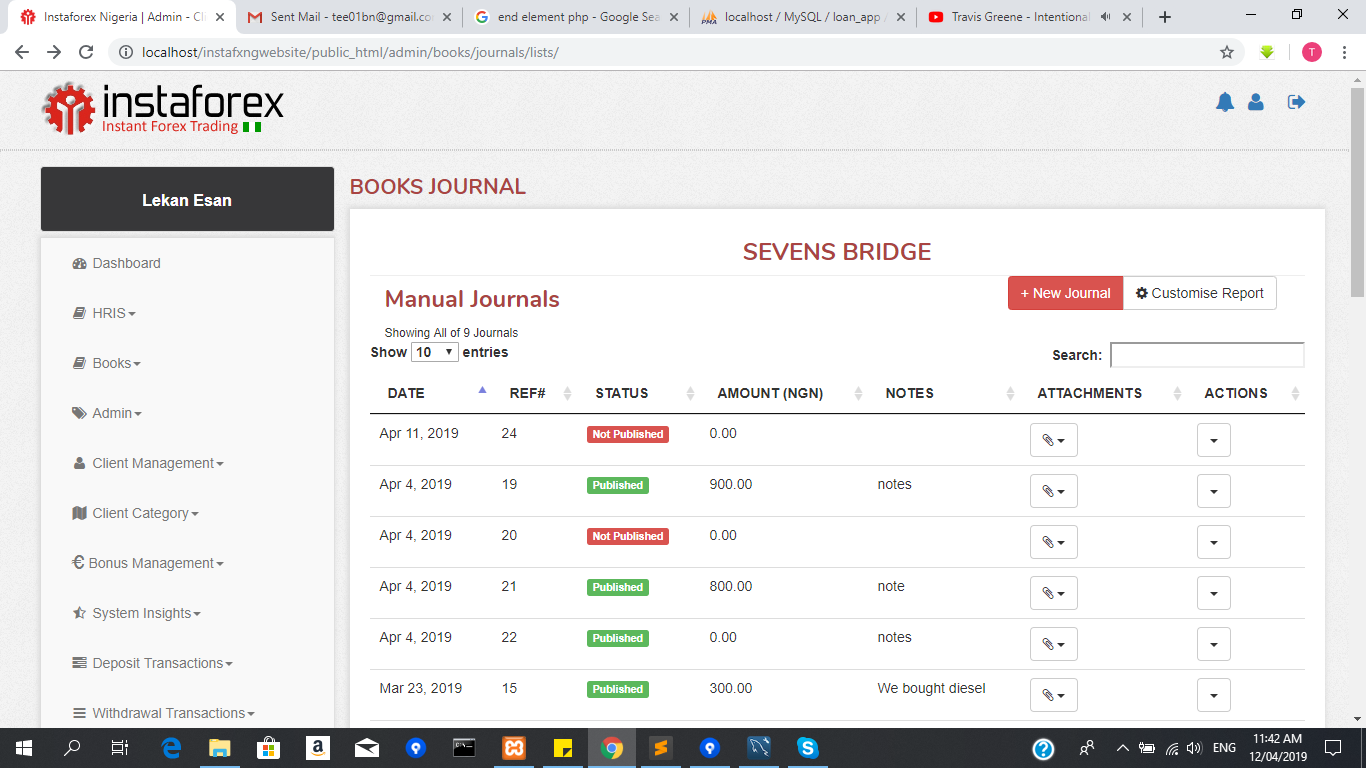 Instaforex Nigeria | Admin - Cli
Sent Mail - tee01bn@gmail.co
end element php - Google Sea
localhost / MySQL / loan_app /
Travis Greene - Intentional
localhost/instafxngwebsite/public_html/admin/books/journals/lists/
T
instaforex
Instant Forex Trading
Lekan Esan
Dashboard
HRIS
Books
Admin
Client Management
Client Category
Bonus Management
System Insights
Deposit Transactions
Withdrawal Transactions
BOOKS JOURNAL
SEVENS BRIDGE
Manual Journals
+ New Journal Customise Report
Showing All of 9 Journals
Show 10 entries
Search:
DATE REF# STATUS AMOUNT (NGN) NOTES ATTACHMENTS ACTIONS
Apr 11, 2019 24 Not Published 0.00
Apr 4, 2019 19 Published 900.00 notes
Apr 4, 2019 20 Not Published 0.00
Apr 4, 2019 21 Published 800.00 note
Apr 4, 2019 22 Published 0.00 notes
Mar 23, 2019 15 Published 300.00 We bought diesel
ENG
11:42 AM
12/04/2019